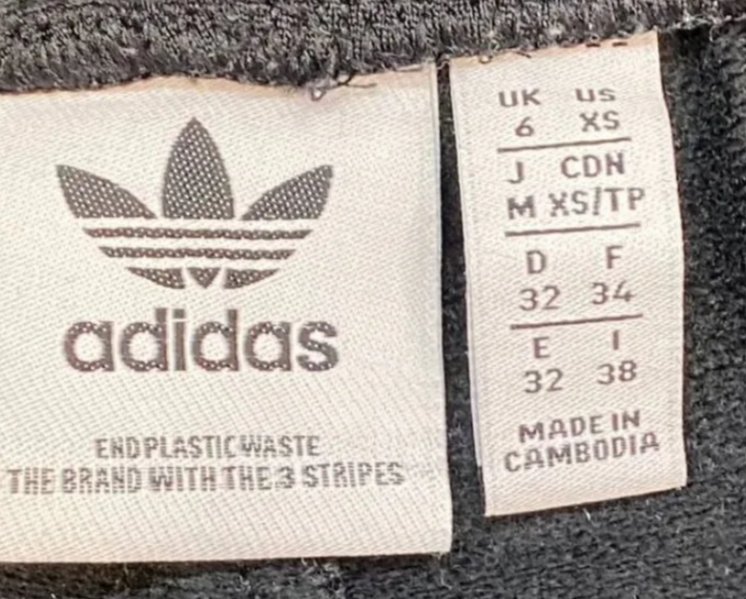 adidas
END PLASTIC WASTE
THE BRAND WITH THE 3 STRIPES
UK US
6 XS
J CDN
M XS/TP
D F
32 34
E I
32 38
MADE IN
CAMBODIA